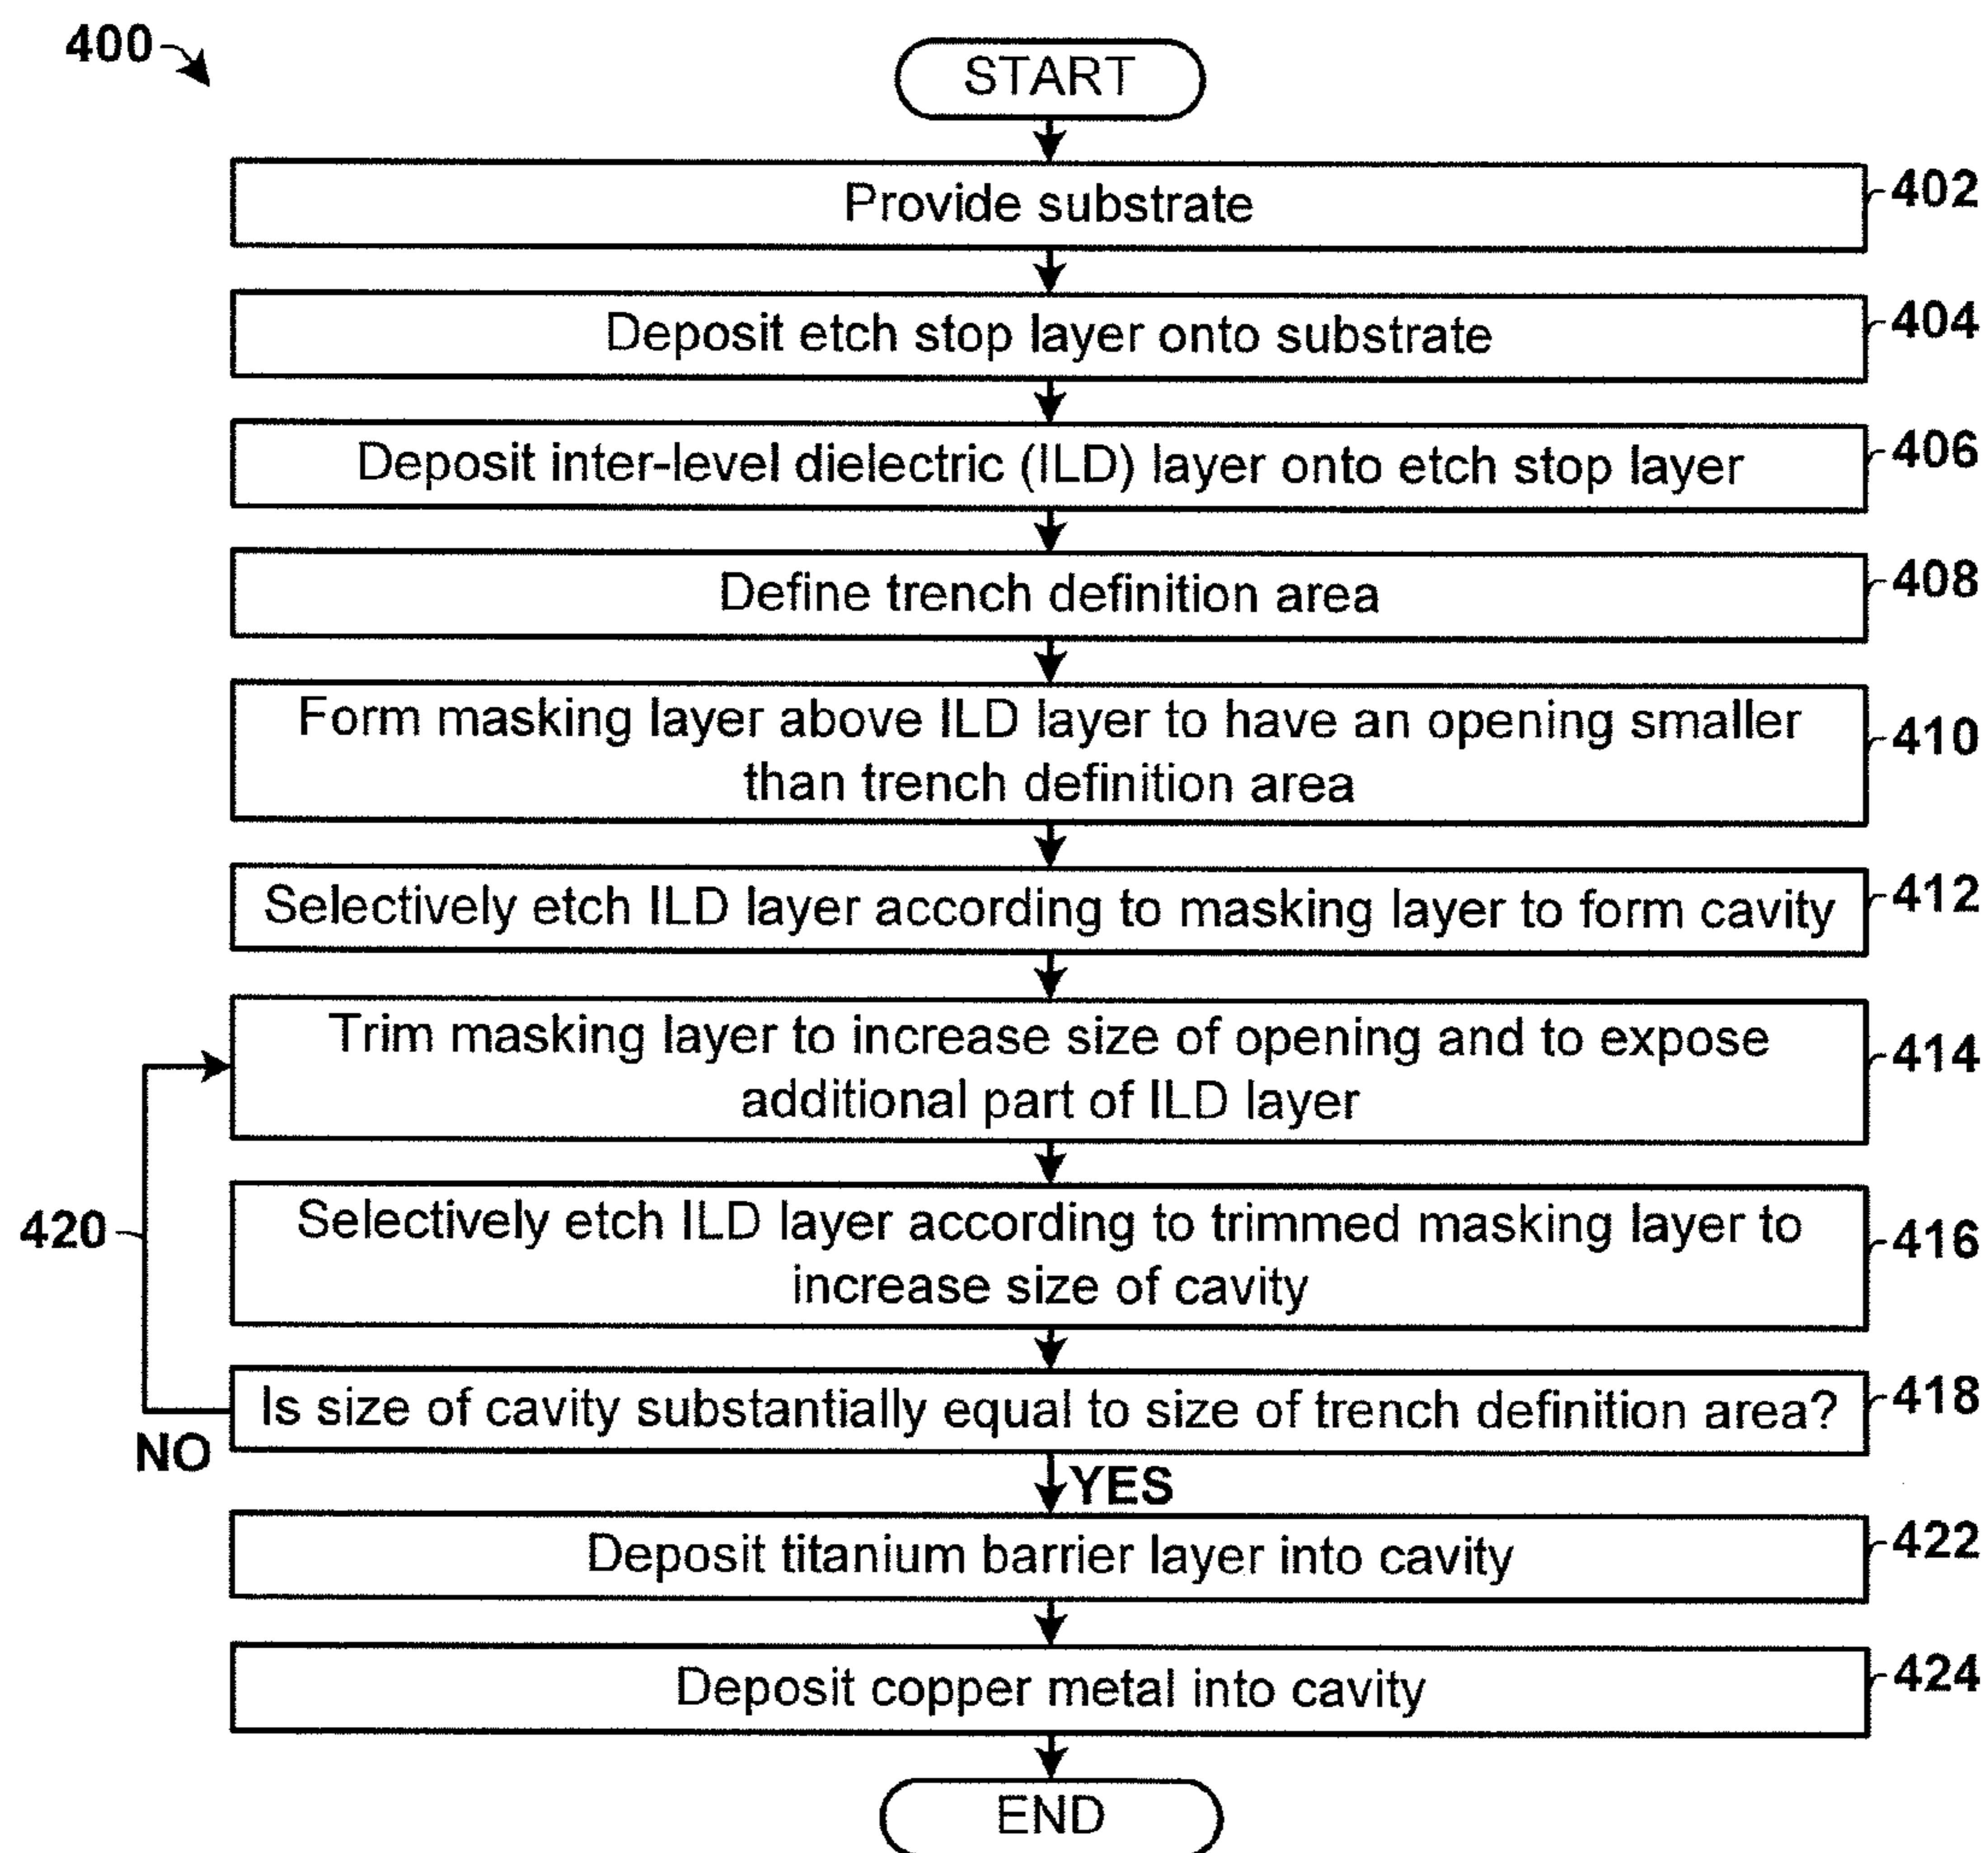 400
START
Provide substrate
402
Deposit etch stop layer onto substrate
404
Deposit inter-level dielectric (ILD) layer onto etch stop layer
406
Define trench definition area
408
Form masking layer above ILD layer to have an opening smaller
than trench definition area
410
Selectively etch ILD layer according to masking layer to form cavity
412
Trim masking layer to increase size of opening and to expose
additional part of ILD layer
414
Selectively etch ILD layer according to trimmed masking layer to
increase size of cavity
416
420
Is size of cavity substantially equal to size of trench definition area?
418
NO
YES
Deposit titanium barrier layer into cavity
422
Deposit copper metal into cavity
424
END